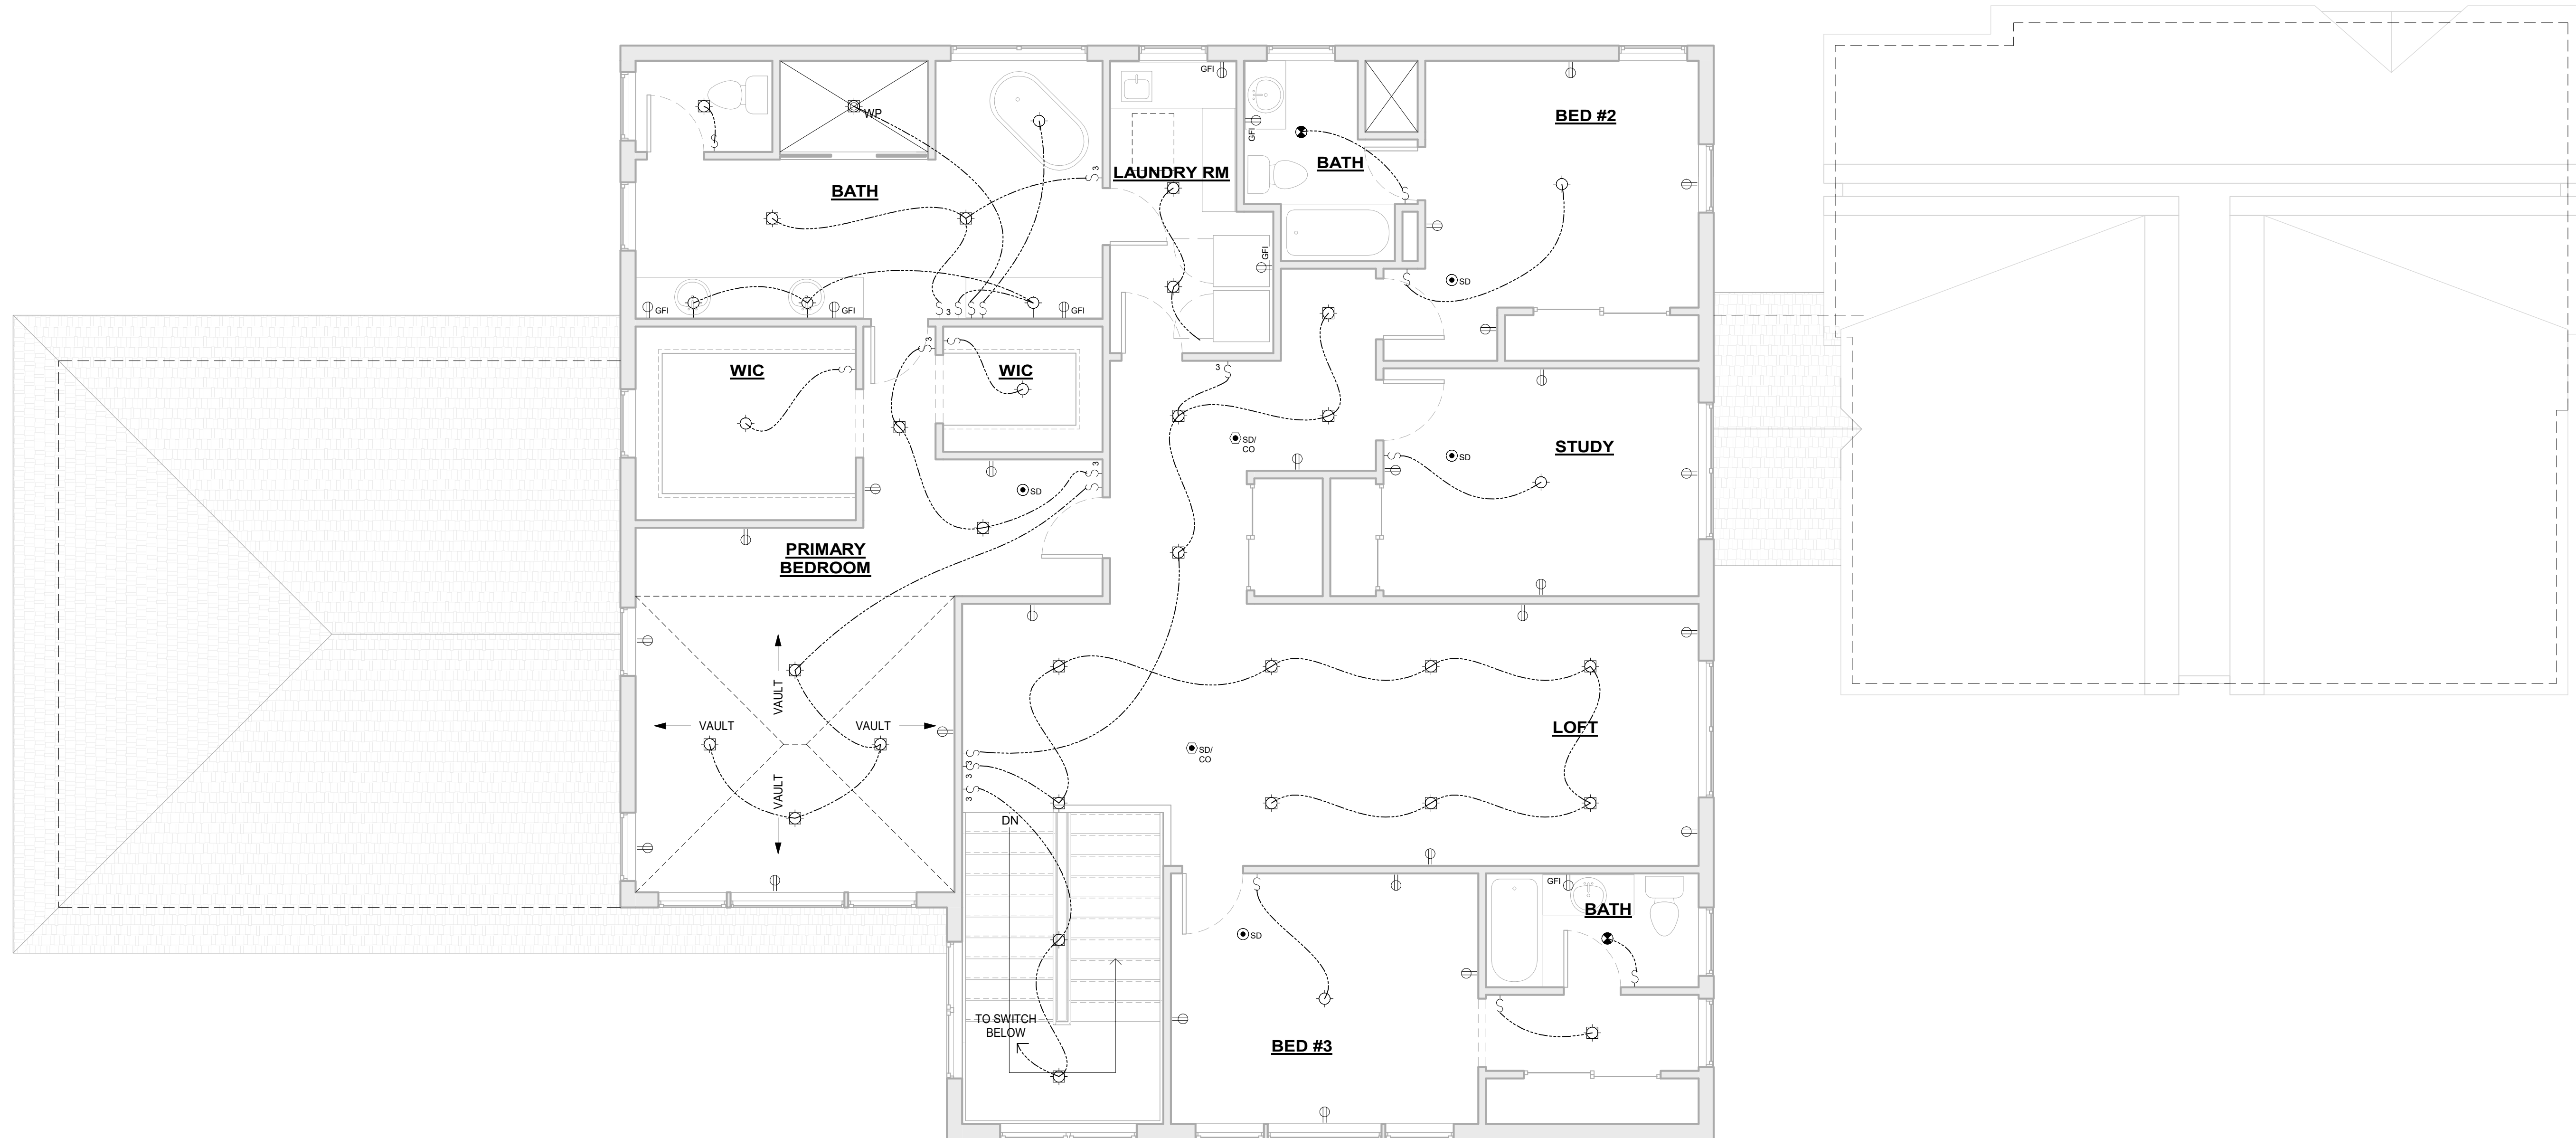 GFI
WP
BED #2
GFI
BATH
LAUNDRY RM
3
BATH
GFI
SD
GFI
GFI
3
GFI
3
WIC
WIC
3
SD/
CO
STUDY
SD
3
SD
PRIMARY
BEDROOM
VAULT
VAULT
VAULT
VAULT
LOFT
SD/
CO
3
3
3
DN
GFI
BATH
SD
TO SWITCH
BELOW
BED #3